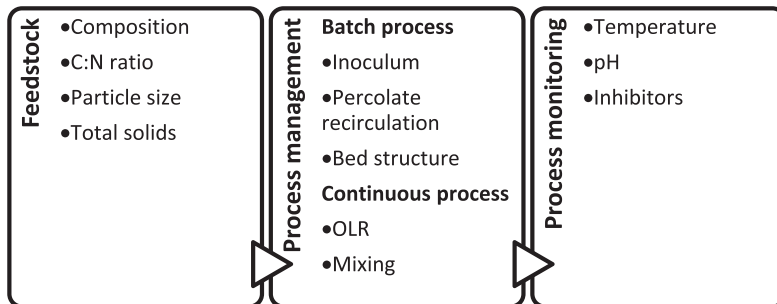 Feedstock
•Composition
•C:N ratio
•Particle size
•Total solids
Process management
Batch process
•Inoculum
•Percolate
recirculation
•Bed structure
Continuous process
•OLR
•Mixing
Process monitoring
•Temperature
•pH
•Inhibitors